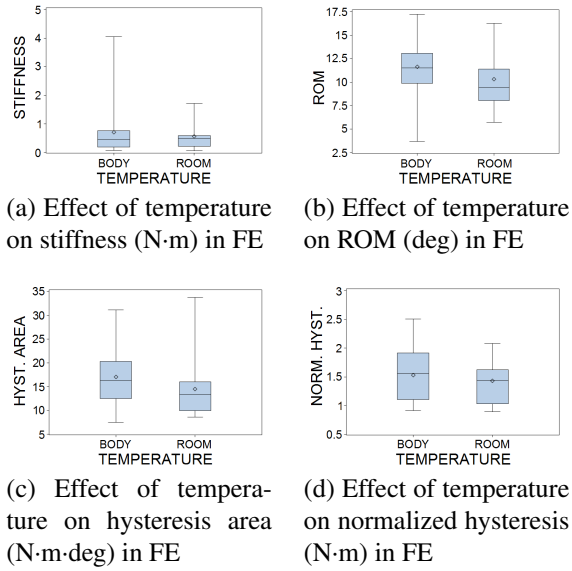 STIFFNESS
5
4
3
2
1
0
BODY ROOM
TEMPERATURE
(a) Effect of temperature
on stiffness (N·m) in FE
ROM
17.5
15.0
12.5
10.0
7.5
5.0
2.5
BODY ROOM
TEMPERATURE
(b) Effect of temperature
on ROM (deg) in FE
HYST. AREA
35
30
25
20
15
10
5
BODY ROOM
TEMPERATURE
(c) Effect of tempera-
ture on hysteresis area
(N·m·deg) in FE
NORM. HYST.
3
2.5
2
1.5
1
0.5
BODY ROOM
TEMPERATURE
(d) Effect of temperature
on normalized hysteresis
(N·m) in FE